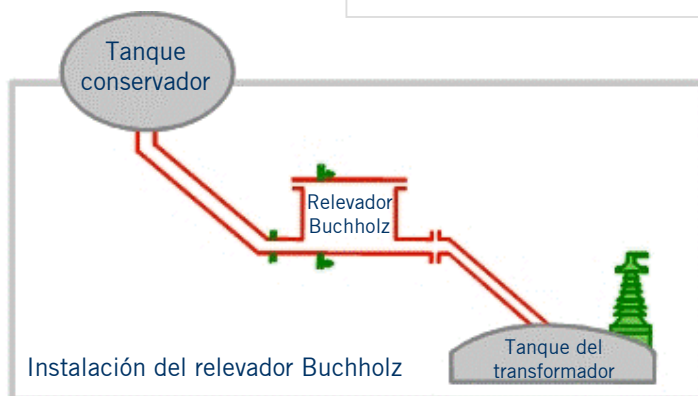 Tanque
conservador
Relevador
Buchholz
Tanque del
transformador
Instalación del relevador Buchholz